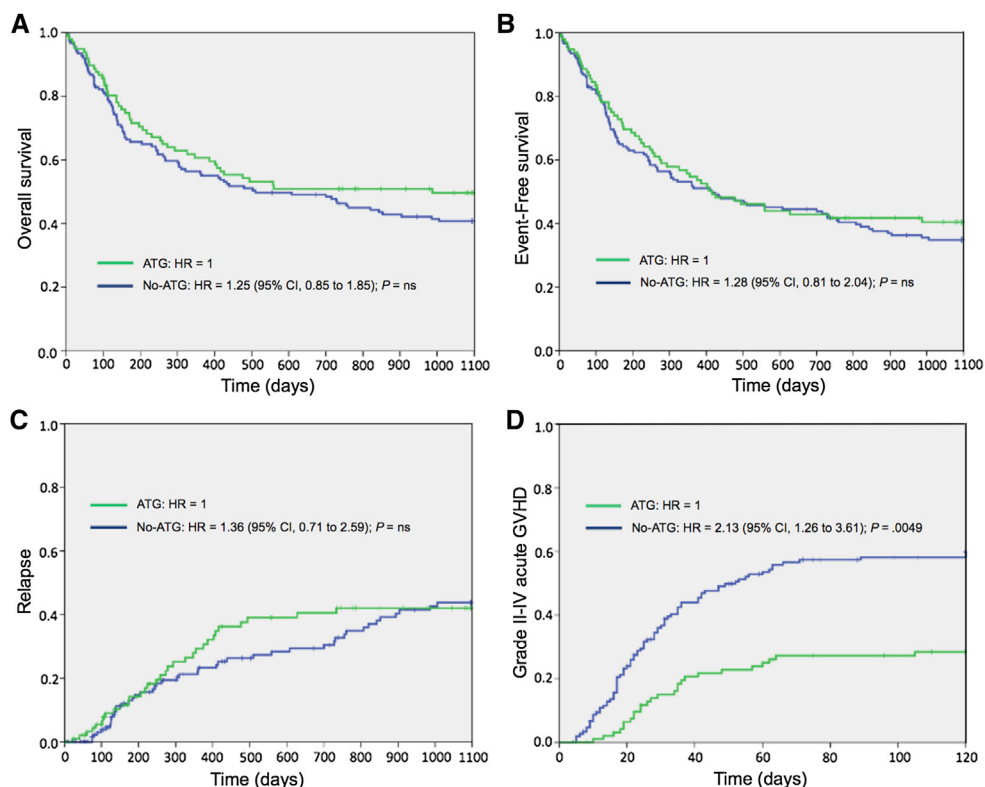 A
1.0
0.8
0.6
0.4
0.2
0.0
Overall survival
ATG: HR = 1
No-ATG: HR = 1.25 (95% CI, 0.85 to 1.85); P = ns
0 100 200 300 400 500 600 700 800 900 1000 1100
Time (days)
B
1.0
0.8
0.6
0.4
0.2
0.0
Event-Free survival
ATG: HR = 1
No-ATG: HR = 1.28 (95% CI, 0.81 to 2.04); P = ns
0 100 200 300 400 500 600 700 800 900 1000 1100
Time (days)
C
1.0
0.8
0.6
0.4
0.2
0.0
Relapse
ATG: HR = 1
No-ATG: HR = 1.36 (95% CI, 0.71 to 2.59); P = ns
0 100 200 300 400 500 600 700 800 900 1000 1100
Time (days)
D
1.0
0.8
0.6
0.4
0.2
0.0
Grade II-IV acute GVHD
ATG: HR = 1
No-ATG: HR = 2.13 (95% CI, 1.26 to 3.61); P = .0049
0 20 40 60 80 100 120
Time (days)